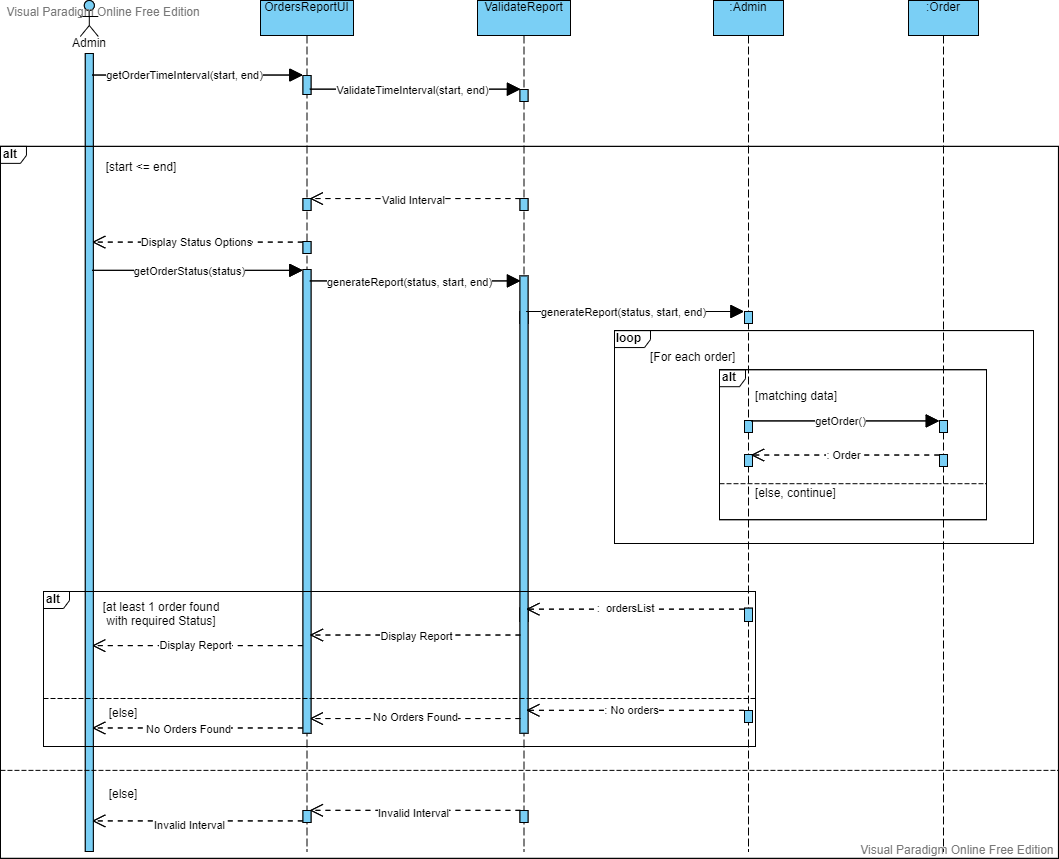 Visual Paradigm Online Free Edition
OrdersReportUI
ValidateReport
:Admin
:Order
Admin
getOrderTimeInterval(start, end)
ValidateTimeInterval(start, end)
alt
[start <= end]
Valid Interval
Display Status Options
getOrderStatus(status)
generateReport(status, start, end)
generateReport(status, start, end)
loop
[For each order]
alt
[matching data]
getOrder()
: Order
[else, continue]
alt
[at least 1 order found
with required Status]
: ordersList
Display Report
Display Report
[else]
: No orders
No Orders Found
No Orders Found
[else]
Invalid Interval
Invalid Interval
Visual Paradigm Online Free Edition